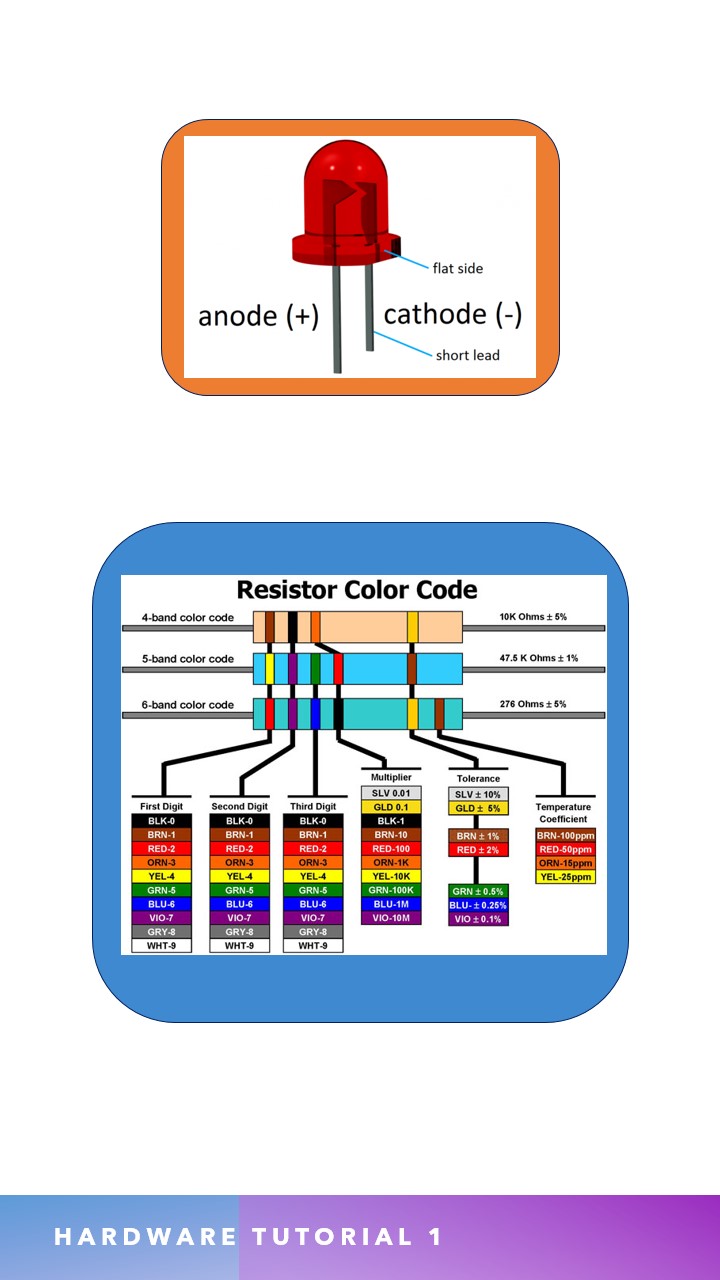 flat side
anode (+) cathode (-)
short lead
Resistor Color Code
4-band color code 10K Ohms ± 5%
5-band color code 47.5 K Ohms ± 1%
6-band color code 276 Ohms ± 5%
Multiplier Tolerance
SLV 0.01 SLV ± 10%
First Digit Second Digit Third Digit GLD 0.1 GLD ± 5% Temperature Coefficient
BLK-0 BLK-0 BLK-0 BLK-1
BRN-1 BRN-1 BRN-1 BRN-10 BRN ± 1% BRN-100ppm
RED-2 RED-2 RED-2 RED-100 RED ± 2% RED-50ppm
ORN-3 ORN-3 ORN-3 ORN-1K ORN-15ppm
YEL-4 YEL-4 YEL-4 YEL-10K YEL-25ppm
GRN-5 GRN-5 GRN-5 GRN-100K GRN ± 0.5%
BLU-6 BLU-6 BLU-6 BLU-1M BLU- ± 0.25%
VIO-7 VIO-7 VIO-7 VIO-10M VIO ± 0.1%
GRY-8 GRY-8 GRY-8
WHT-9 WHT-9 WHT-9
HARDWARE TUTORIAL 1